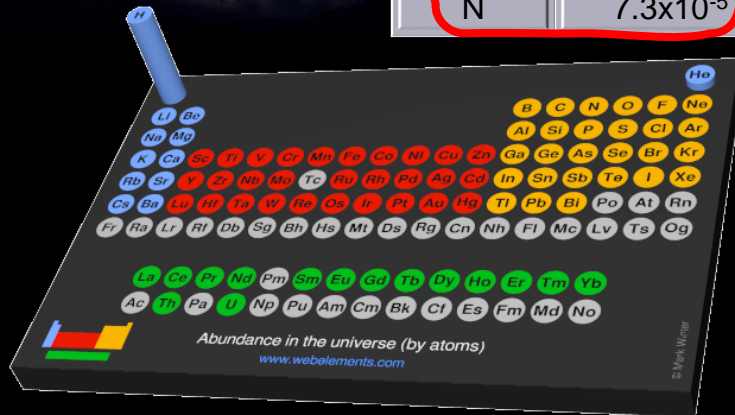 N 7.3x10-5
H He
Li Be B C N O F Ne
Na Mg Al Si P S Cl Ar
K Ca Sc Ti V Cr Mn Fe Co Ni Cu Zn Ga Ge As Se Br Kr
Rb Sr Y Zr Nb Mo Tc Ru Rh Pd Ag Cd In Sn Sb Te I Xe
Cs Ba Lu Hf Ta W Re Os Ir Pt Au Hg Tl Pb Bi Po At Rn
Fr Ra Lr Rf Db Sg Bh Hs Mt Ds Rg Cn Nh Fl Mc Lv Ts Og
La Ce Pr Nd Pm Sm Eu Gd Tb Dy Ho Er Tm Yb
Ac Th Pa U Np Pu Am Cm Bk Cf Es Fm Md No
Abundance in the universe (by atoms)
www.webelements.com
© Mark Winter